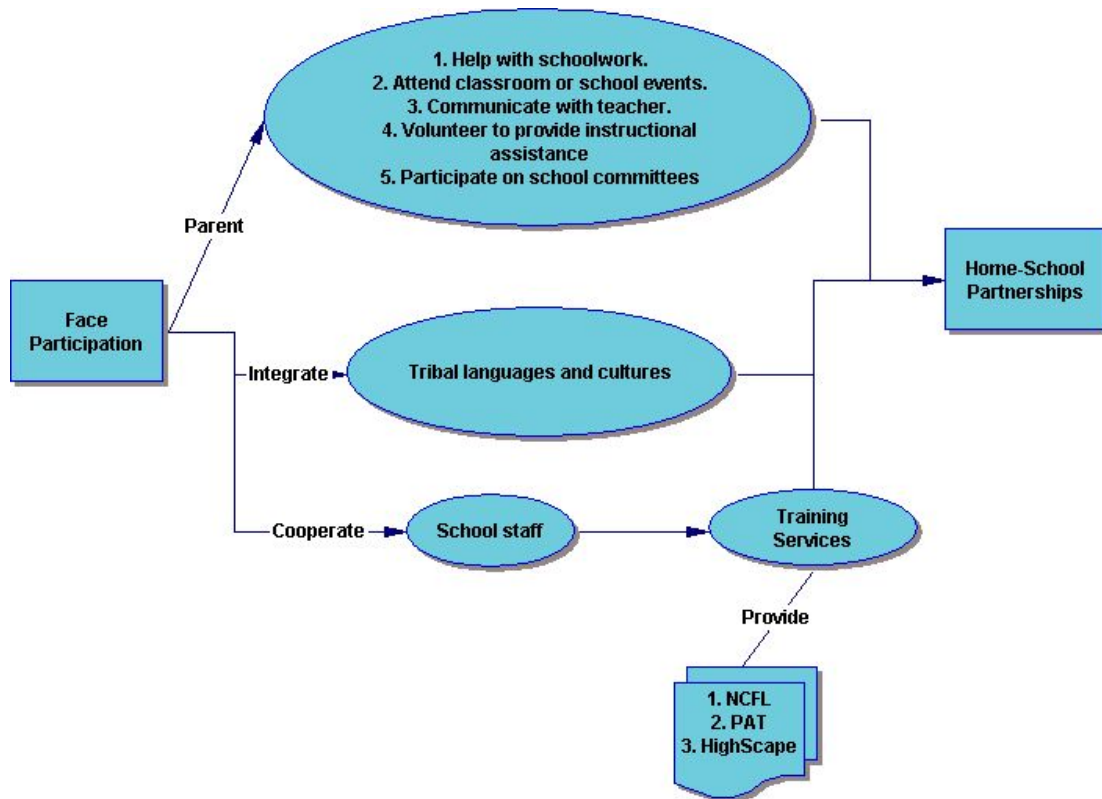 1. Help with schoolwork.
2. Attend classroom or school events.
3. Communicate with teacher.
4. Volunteer to provide instructional
assistance
5. Participate on school committees
Parent
Home-School
Partnerships
Face
Participation
Integrate
Tribal languages and cultures
Cooperate
School staff
Training
Services
Provide
1. NCFL
2. PAT
3. HighScape